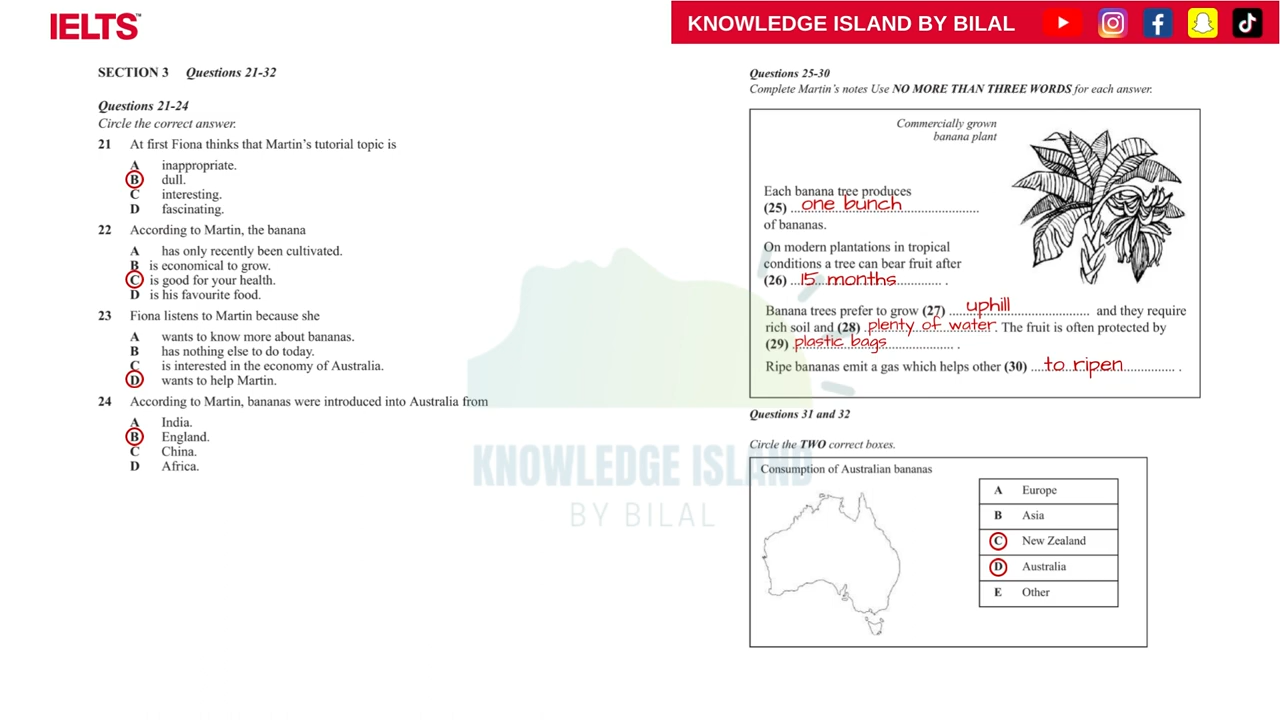 IELTS™
KNOWLEDGE ISLAND BY BILAL
SECTION 3 Questions 21-32
Questions 21-24
Circle the correct answer.
21 At first Fiona thinks that Martin's tutorial topic is
A inappropriate.
B dull.
C interesting.
D fascinating.
22 According to Martin, the banana
A has only recently been cultivated.
B is economical to grow.
C is good for your health.
D is his favourite food.
23 Fiona listens to Martin because she
A wants to know more about bananas.
B has nothing else to do today.
C is interested in the economy of Australia.
D wants to help Martin.
24 According to Martin, bananas were introduced into Australia from
A India.
B England.
C China.
D Africa.
Questions 25-30
Complete Martin's notes Use NO MORE THAN THREE WORDS for each answer.
Commercially grown
banana plant
Each banana tree produces
(25) one bunch
of bananas.
On modern plantations in tropical
conditions a tree can bear fruit after
(26) 15 months .
Banana trees prefer to grow (27) uphill and they require
rich soil and (28) plenty of water. The fruit is often protected by
(29) plastic bags .
Ripe bananas emit a gas which helps other (30) to ripen .
Questions 31 and 32
Circle the TWO correct boxes.
Consumption of Australian bananas
A Europe
B Asia
C New Zealand
D Australia
E Other
KNOWLEDGE ISLAND
BY BILAL